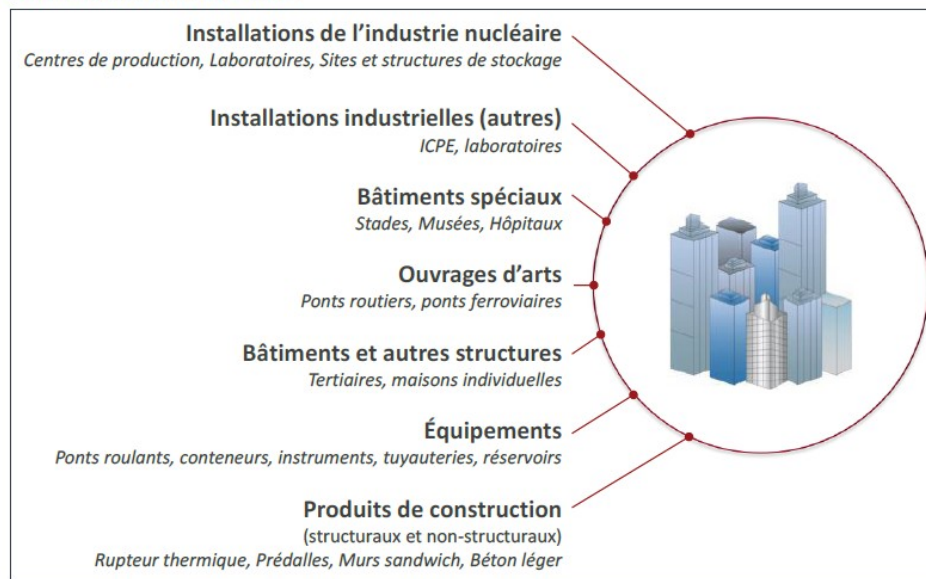 Installations de l'industrie nucléaire
Centres de production, Laboratoires, Sites et structures de stockage
Installations industrielles (autres)
ICPE, laboratoires
Bâtiments spéciaux
Stades, Musées, Hôpitaux
Ouvrages d'arts
Ponts routiers, ponts ferroviaires
Bâtiments et autres structures
Tertiaires, maisons individuelles
Équipements
Ponts roulants, conteneurs, instruments, tuyauteries, réservoirs
Produits de construction
(structuraux et non-structuraux)
Rupteur thermique, Prédalles, Murs sandwich, Béton léger